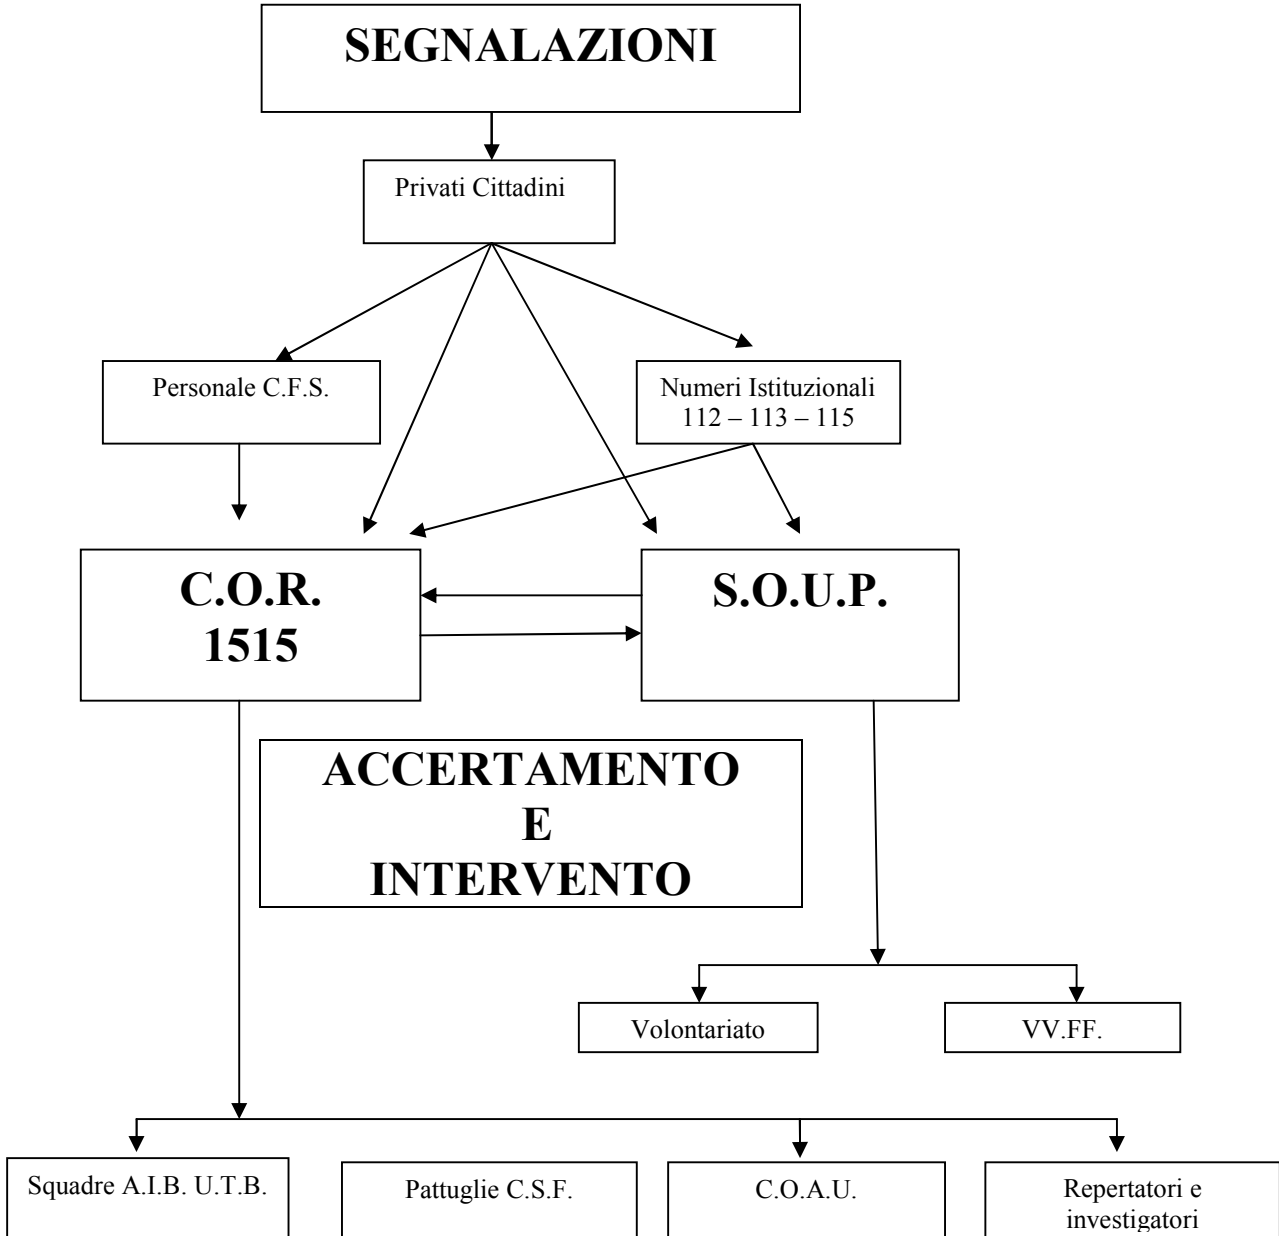 SEGNALAZIONI
Privati Cittadini
Personale C.F.S.
Numeri Istituzionali
112 – 113 – 115
C.O.R.
1515
S.O.U.P.
ACCERTAMENTO
E
INTERVENTO
Volontariato
VV.FF.
Squadre A.I.B. U.T.B.
Pattuglie C.S.F.
C.O.A.U.
Repertatori e
investigatori